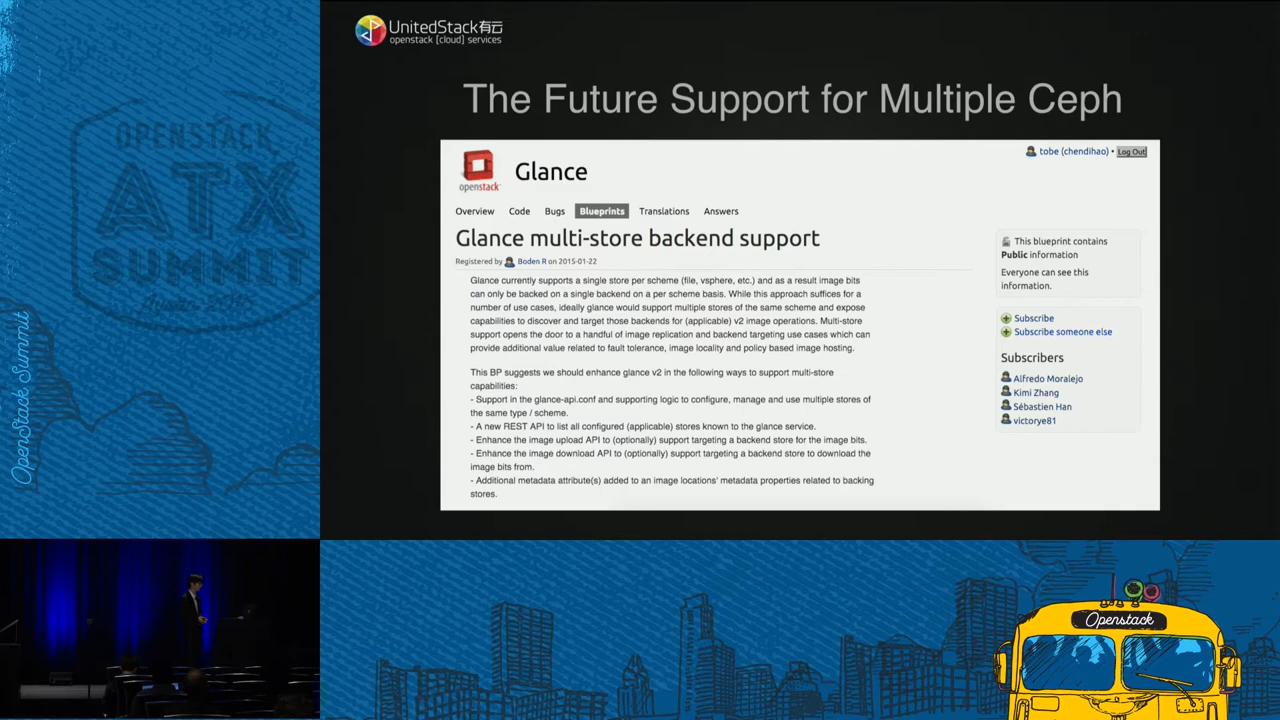 UnitedStack有云
openstack [cloud] services
The Future Support for Multiple Ceph
tobe (chendihao) • Log Out
openstack
Glance
Overview Code Bugs Blueprints Translations Answers
Glance multi-store backend support
Registered by Boden R on 2015-01-22
Glance currently supports a single store per scheme (file, vsphere, etc.) and as a result image bits
can only be backed on a single backend on a per scheme basis. While this approach suffices for a
number of use cases, ideally glance would support multiple stores of the same scheme and expose
capabilities to discover and target those backends for (applicable) v2 image operations. Multi-store
support opens the door to a handful of image replication and backend targeting use cases which can
provide additional value related to fault tolerance, image locality and policy based image hosting.
This BP suggests we should enhance glance v2 in the following ways to support multi-store
capabilities:
- Support in the glance-api.conf and supporting logic to configure, manage and use multiple stores of
the same type / scheme.
- A new REST API to list all configured (applicable) stores known to the glance service.
- Enhance the image upload API to (optionally) support targeting a backend store for the image bits.
- Enhance the image download API to (optionally) support targeting a backend store to download the
image bits from.
- Additional metadata attribute(s) added to an image locations' metadata properties related to backing
stores.
This blueprint contains
Public information
Everyone can see this
information.
Subscribe
Subscribe someone else
Subscribers
Alfredo Moralejo
Kimi Zhang
Sébastien Han
victorye81
OPENSTACK
ATX
SUMMIT
OpenStack Summit
Openstack